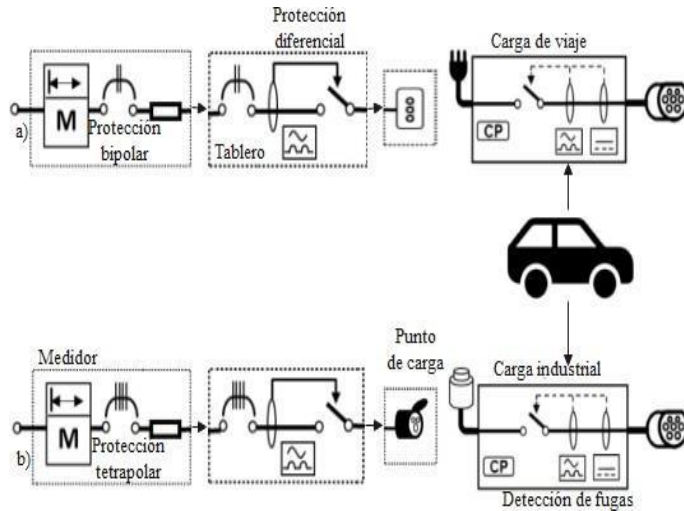 Protección
diferencial
Carga de viaje
M
CP
a)
Protección
bipolar
Tablero
Medidor
Punto
de carga
Carga industrial
M
CP
b)
Protección
tetrapolar
Detección de fugas